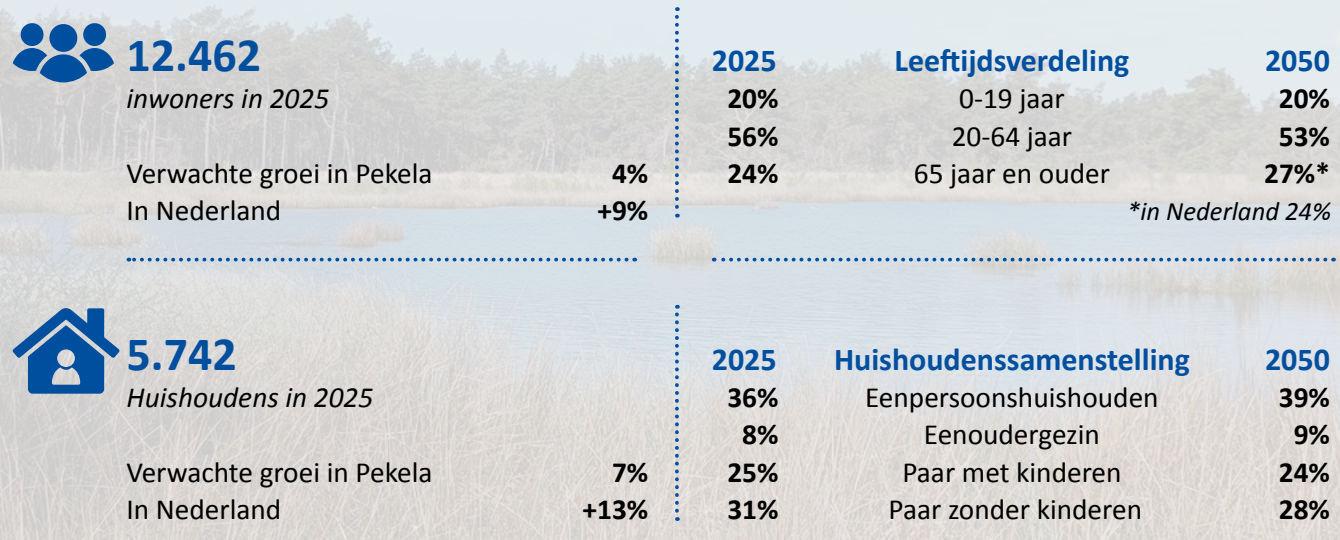 12.462
inwoners in 2025
Verwachte groei in Pekela 4%
In Nederland +9%
2025 Leeftijdsverdeling 2050
20% 0-19 jaar 20%
56% 20-64 jaar 53%
24% 65 jaar en ouder 27%*
*in Nederland 24%
5.742
Huishoudens in 2025
Verwachte groei in Pekela 7%
In Nederland +13%
2025 Huishoudenssamenstelling 2050
36% Eenpersoonshuishouden 39%
8% Eenoudergezin 9%
25% Paar met kinderen 24%
31% Paar zonder kinderen 28%